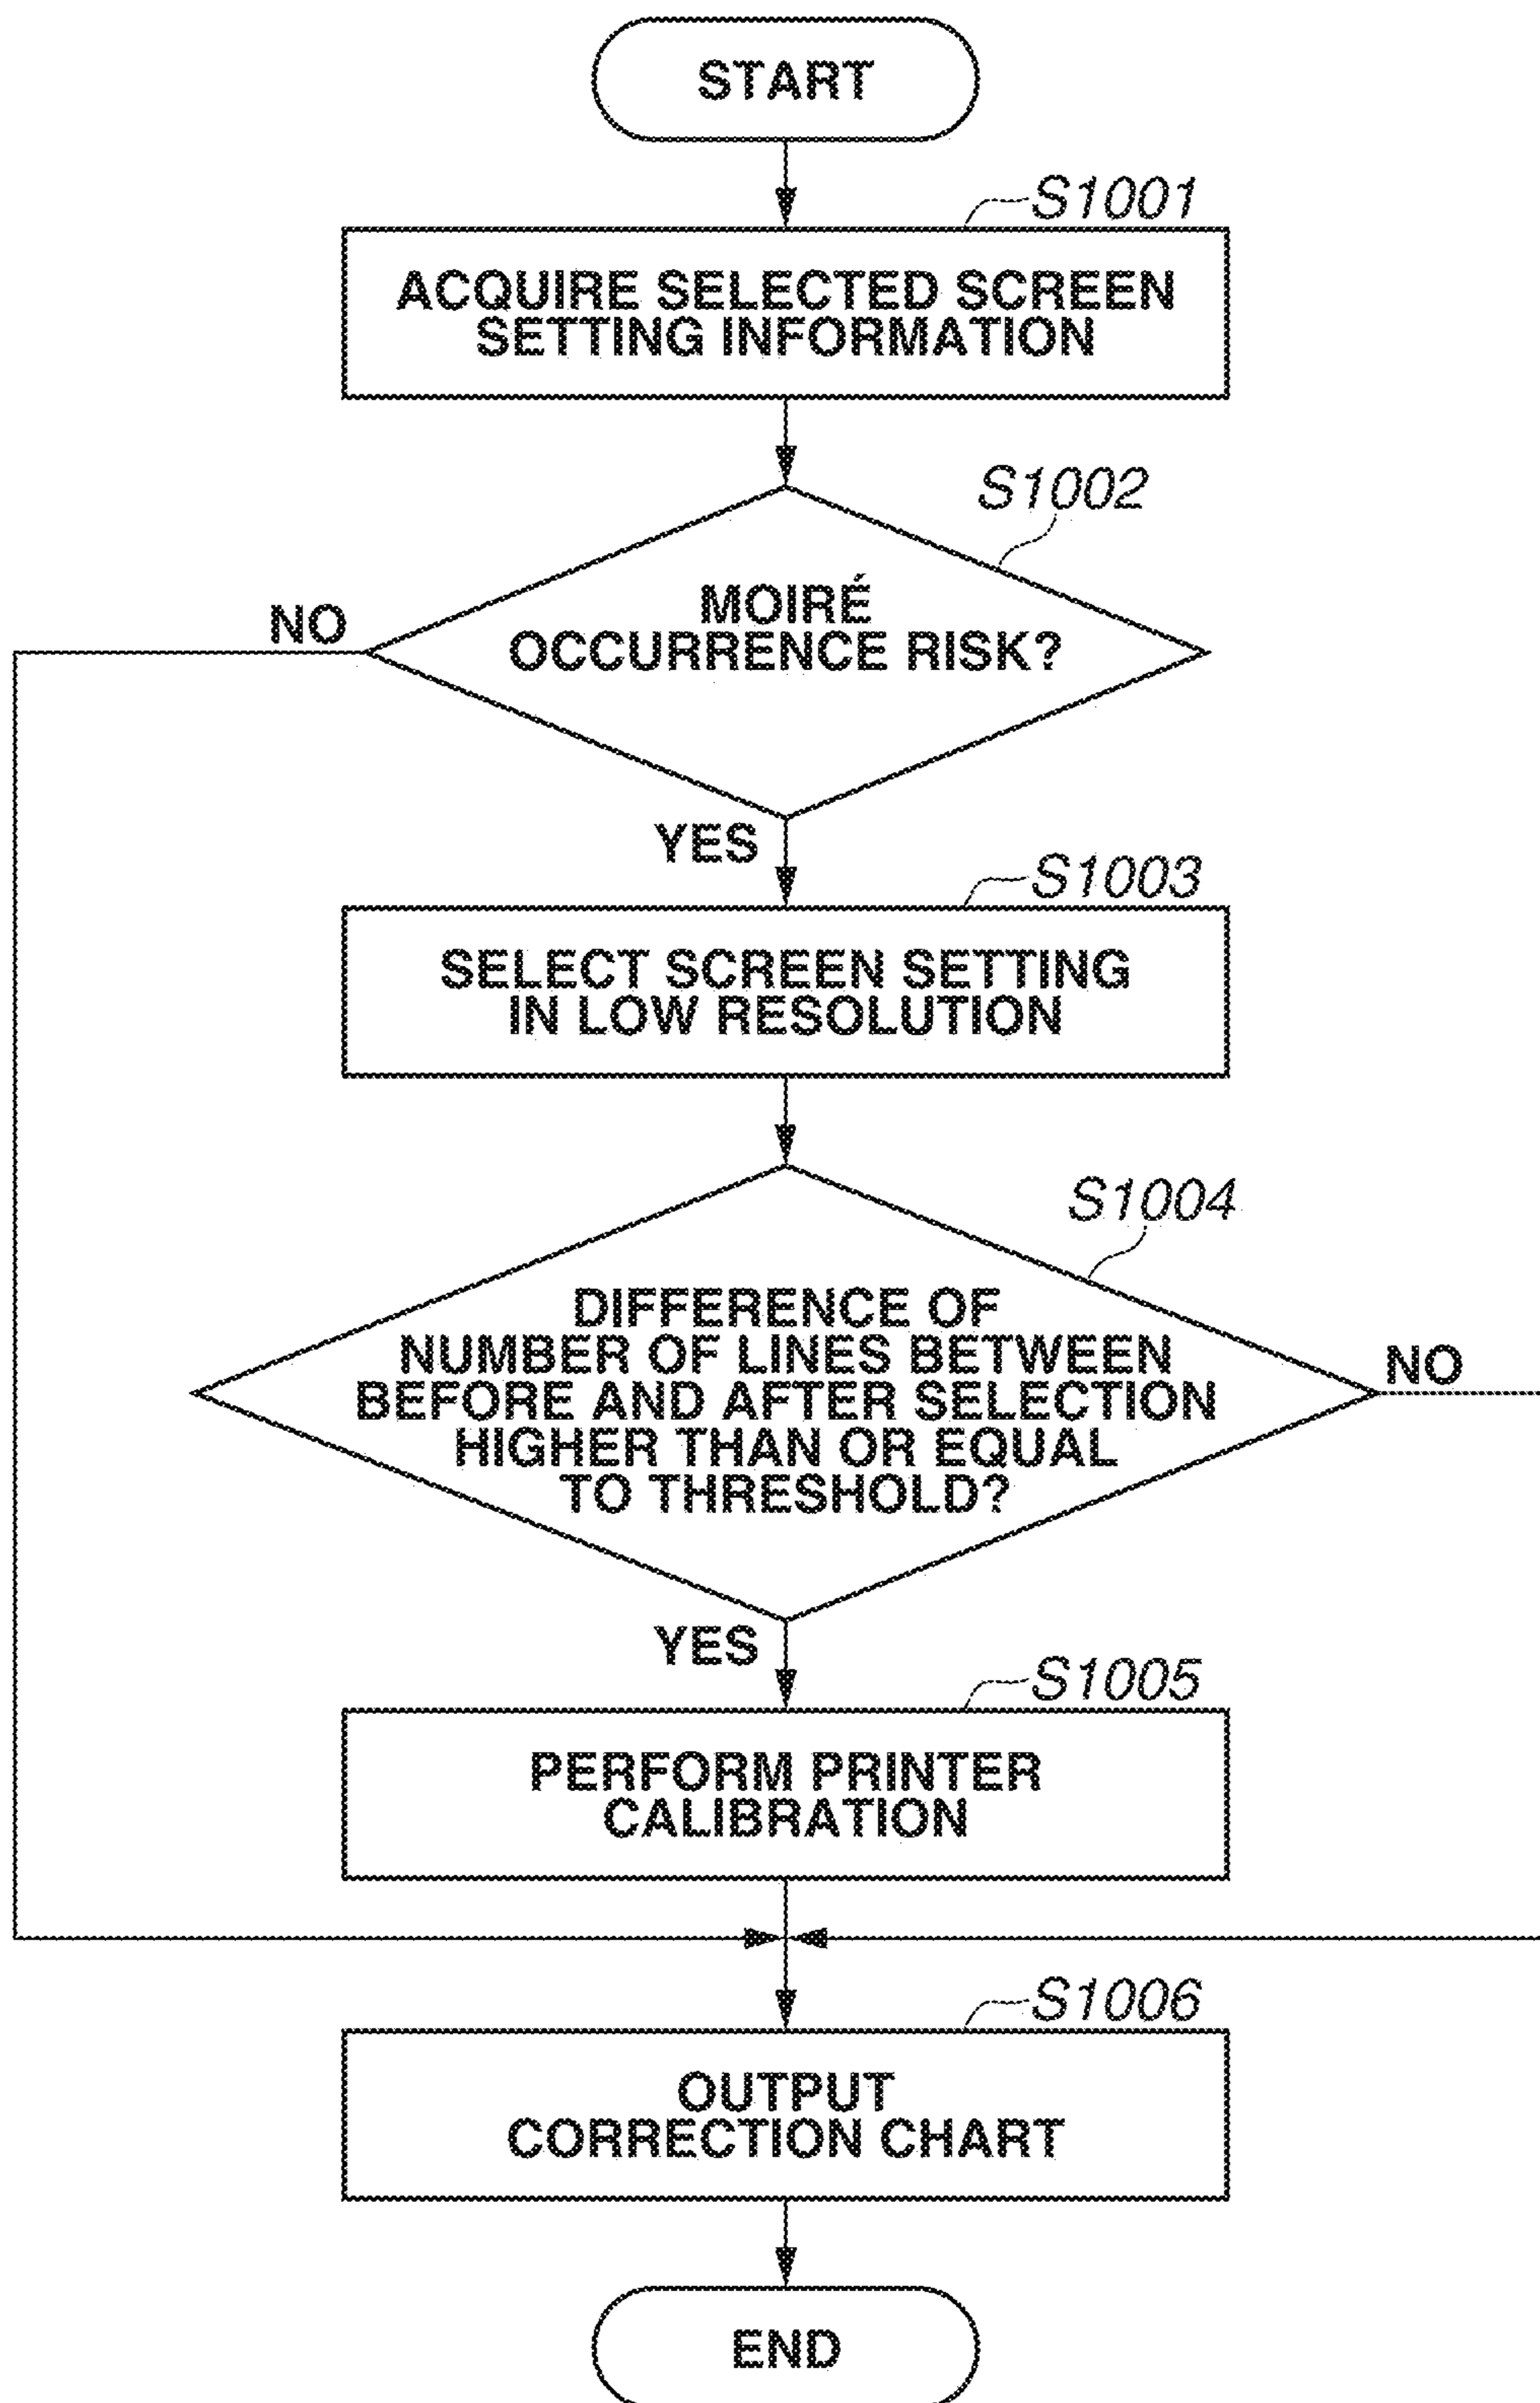 START
S1001
ACQUIRE SELECTED SCREEN
SETTING INFORMATION
S1002
MOIRÉ
OCCURRENCE RISK?
NO
YES
S1003
SELECT SCREEN SETTING
IN LOW RESOLUTION
S1004
DIFFERENCE OF
NUMBER OF LINES BETWEEN
BEFORE AND AFTER SELECTION
HIGHER THAN OR EQUAL
TO THRESHOLD?
NO
YES
S1005
PERFORM PRINTER
CALIBRATION
S1006
OUTPUT
CORRECTION CHART
END